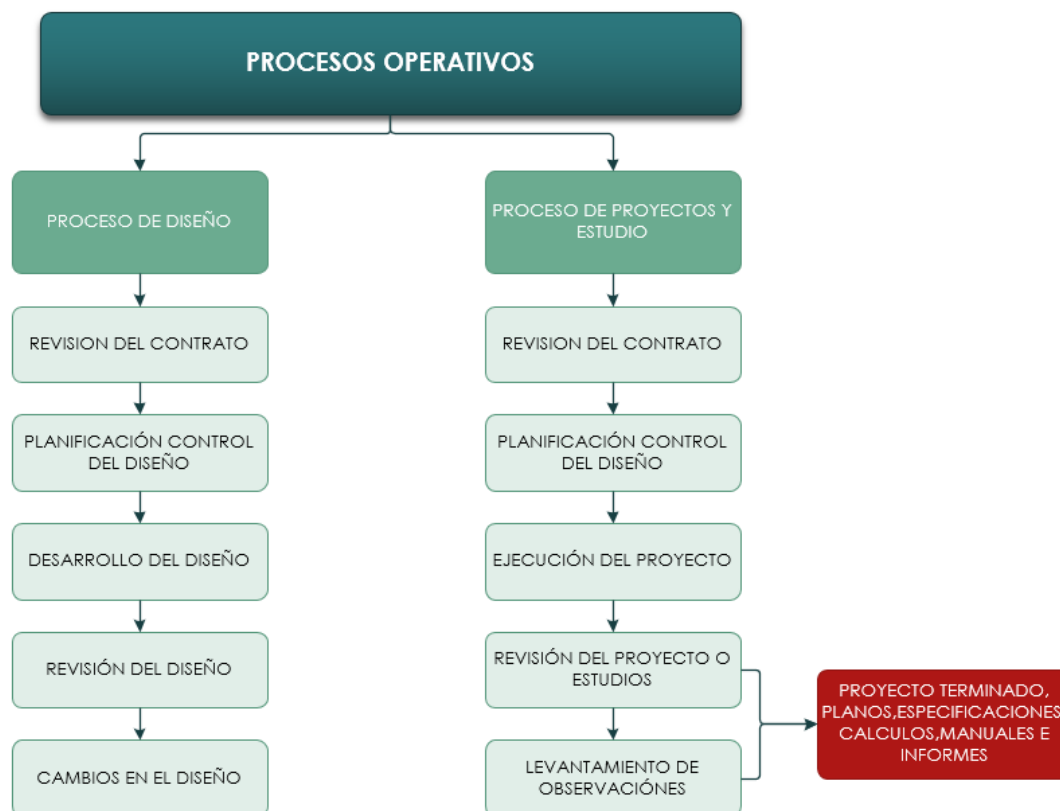 PROCESOS OPERATIVOS
PROCESO DE DISEÑO
REVISION DEL CONTRATO
PLANIFICACIÓN CONTROL
DEL DISEÑO
DESARROLLO DEL DISEÑO
REVISIÓN DEL DISEÑO
CAMBIOS EN EL DISEÑO
PROCESO DE PROYECTOS Y
ESTUDIO
REVISION DEL CONTRATO
PLANIFICACIÓN CONTROL
DEL DISEÑO
EJECUCIÓN DEL PROYECTO
REVISIÓN DEL PROYECTO O
ESTUDIOS
LEVANTAMIENTO DE
OBSERVACIÓNES
PROYECTO TERMINADO,
PLANOS,ESPECIFICACIONES
CALCULOS,MANUALES E
INFORMES